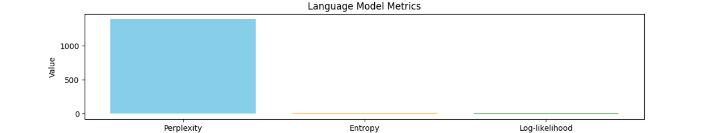 Language Model Metrics
Value
1000
500
0
Perplexity
Entropy
Log-likelihood